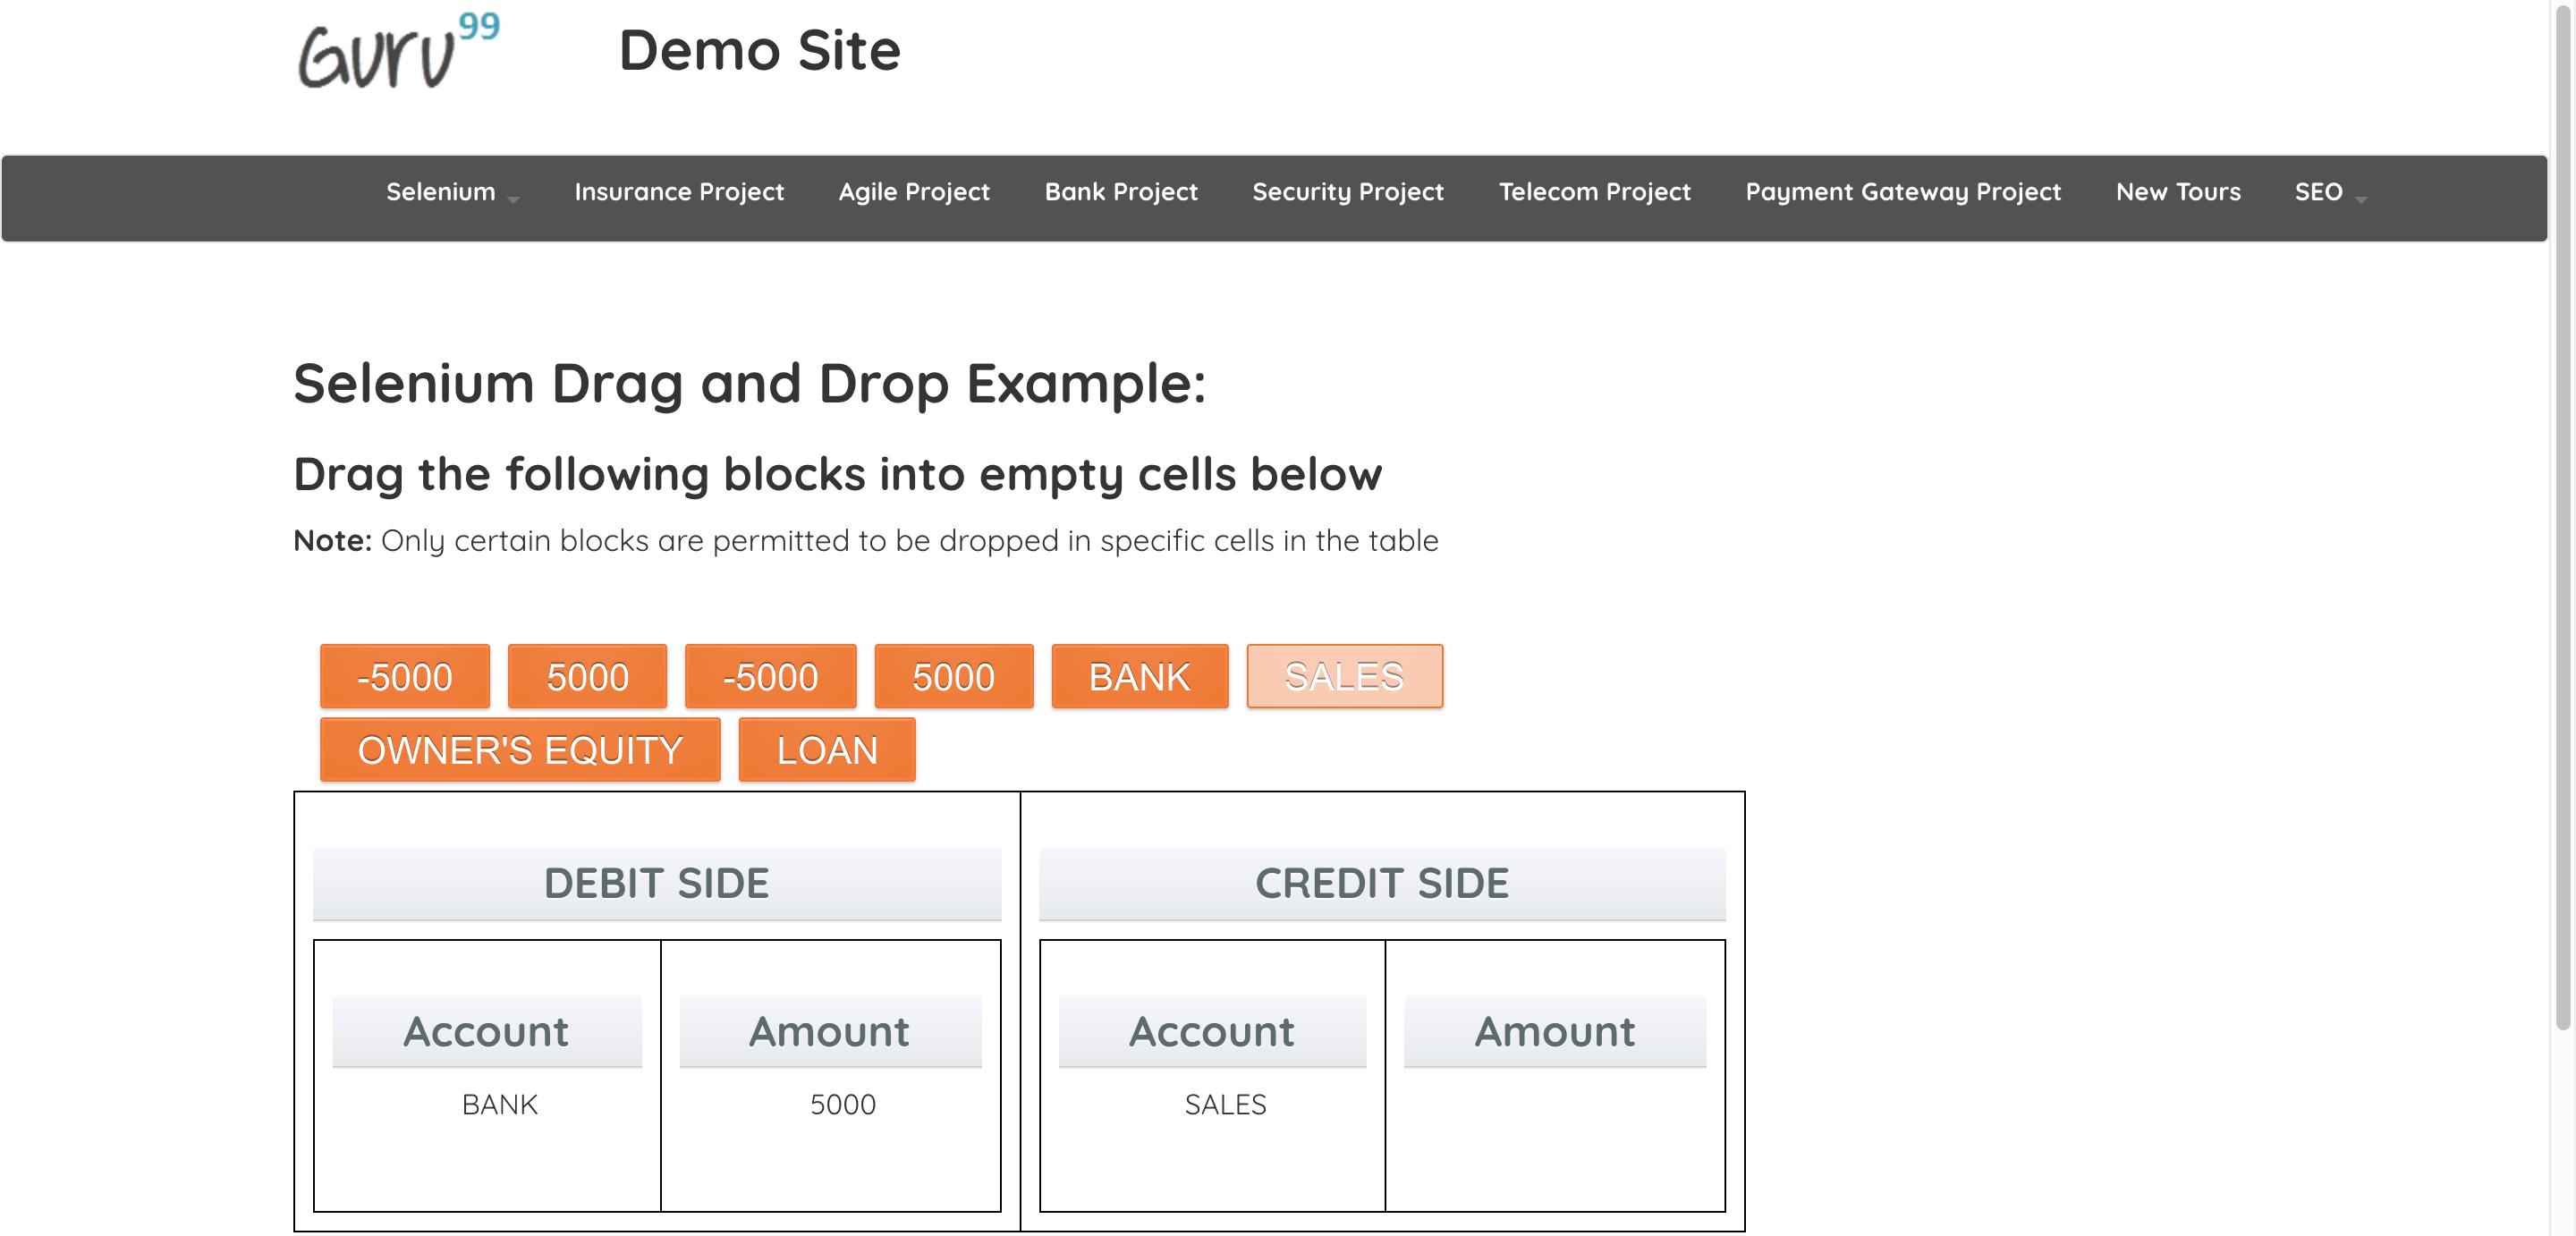 Guru99 Demo Site
Selenium Insurance Project Agile Project Bank Project Security Project Telecom Project Payment Gateway Project New Tours SEO
Selenium Drag and Drop Example:
Drag the following blocks into empty cells below
Note: Only certain blocks are permitted to be dropped in specific cells in the table
-5000 5000 -5000 5000 BANK SALES
OWNER'S EQUITY LOAN
DEBIT SIDE CREDIT SIDE
Account Amount Account Amount
BANK 5000 SALES